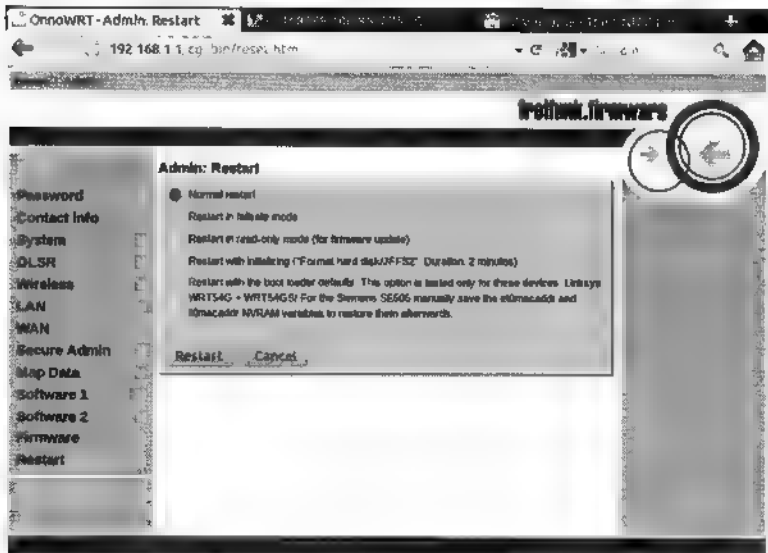 OnnoWRT - Admin. Restart
192 168 1 1, cg bin/reset htm
freifunk.firmware
Admin: Restart
Password
Contact Info
System
OLSR
Wireless
LAN
WAN
Secure Admin
Map Data
Software 1
Software 2
Firmware
Restart
Normal restart
Restart in failsafe mode
Restart in read-only mode (for firmware update)
Restart with initializing ("Format hard disk/JFFS2" Duration. 2 minutes)
Restart with the boot loader defaults. This option is tested only for these devices. Linksys
WRT54G + WRT54GS! For the Siemens SE505 manually save the et0macaddr and
il0macaddr NVRAM variables to restore them afterwards.
Restart Cancel